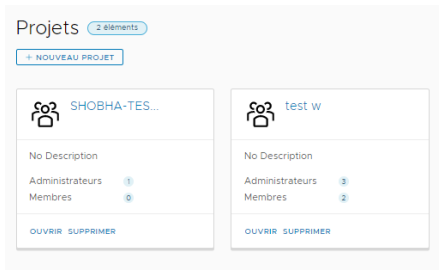 Projets 2 éléments
+ NOUVEAU PROJET
SHOBHA-TES...
No Description
Administrateurs 1
Membres 0
OUVRIR SUPPRIMER
test w
No Description
Administrateurs 3
Membres 2
OUVRIR SUPPRIMER